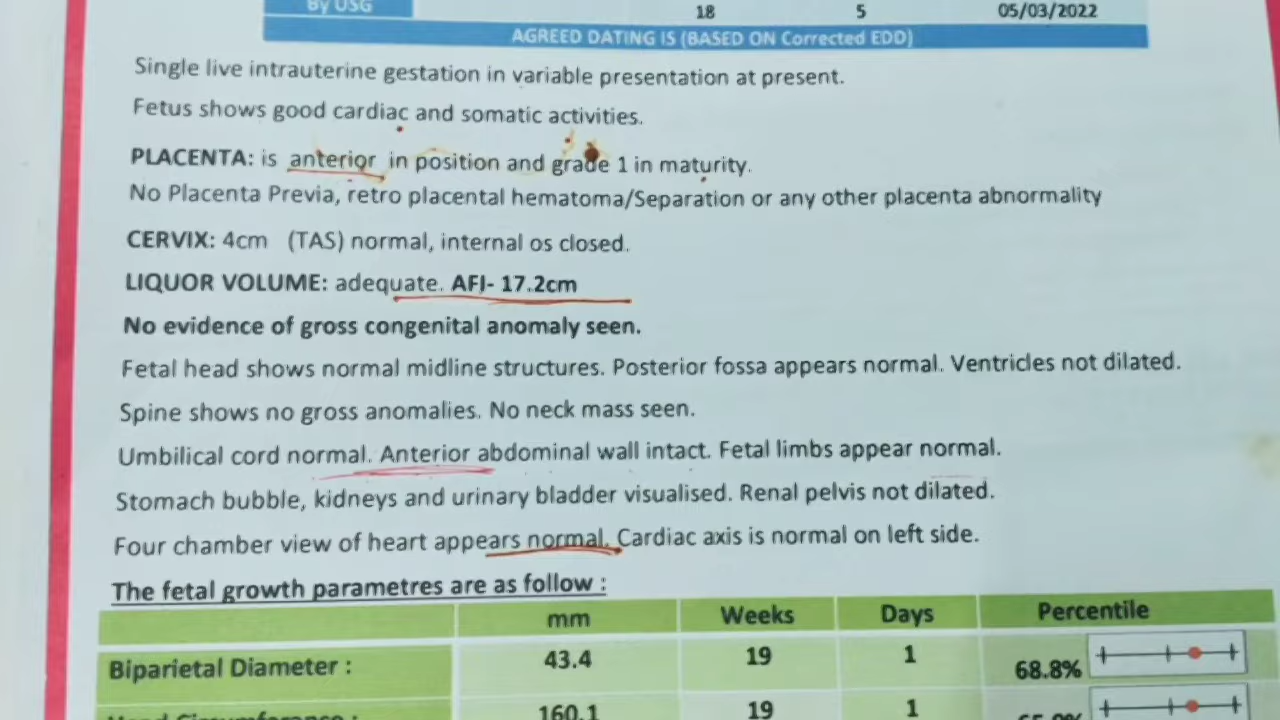 By USG 18 5 05/03/2022
AGREED DATING IS (BASED ON Corrected EDD)
Single live intrauterine gestation in variable presentation at present.
Fetus shows good cardiac and somatic activities.
PLACENTA: is anterior in position and grade 1 in maturity.
No Placenta Previa, retro placental hematoma/Separation or any other placenta abnormality
CERVIX: 4cm (TAS) normal, internal os closed.
LIQUOR VOLUME: adequate. AFI- 17.2cm
No evidence of gross congenital anomaly seen.
Fetal head shows normal midline structures. Posterior fossa appears normal. Ventricles not dilated.
Spine shows no gross anomalies. No neck mass seen.
Umbilical cord normal. Anterior abdominal wall intact. Fetal limbs appear normal.
Stomach bubble, kidneys and urinary bladder visualised. Renal pelvis not dilated.
Four chamber view of heart appears normal. Cardiac axis is normal on left side.
The fetal growth parametres are as follow :
mm Weeks Days Percentile
Biparietal Diameter : 43.4 19 1 68.8%
160.1 19 1